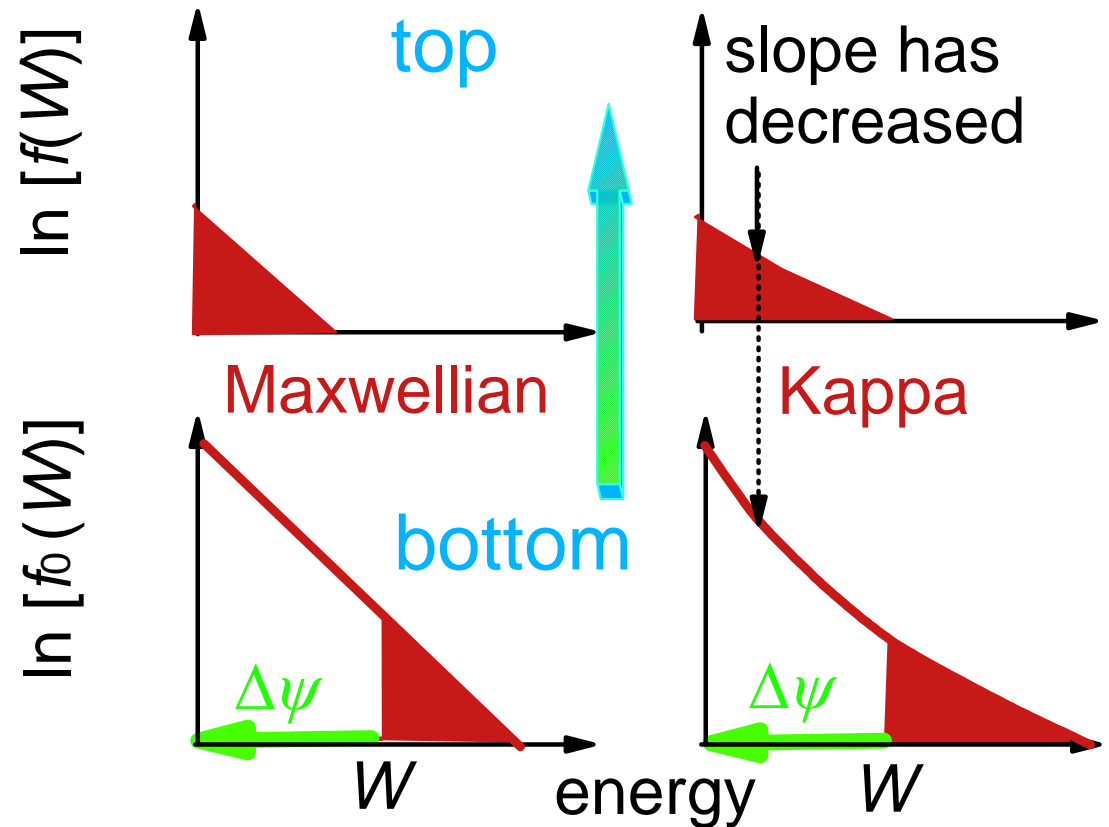 ln [f(W)]
top
slope has
decreased
Maxwellian
Kappa
ln [f₀ (W)]
bottom
Δψ
Δψ
W
energy
W